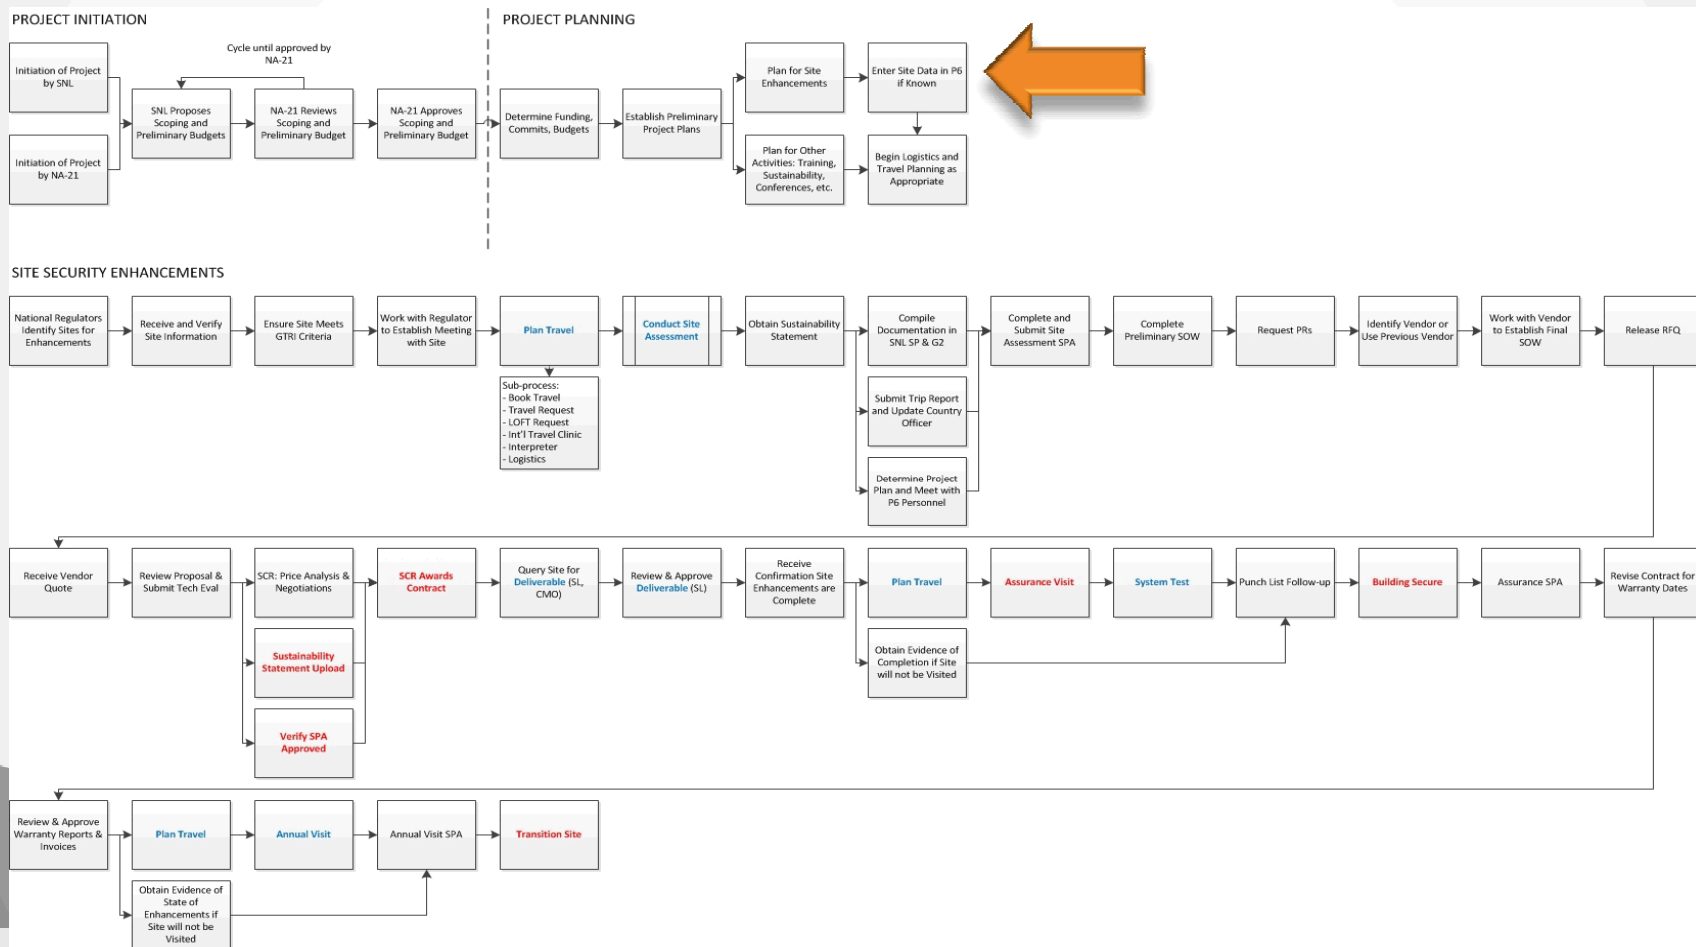 PROJECT INITIATION
PROJECT PLANNING
Cycle until approved by
NA-21
Initiation of Project
by SNL
Initiation of Project
by NA-21
SNL Proposes
Scoping and
Preliminary Budgets
NA-21 Reviews
Scoping and
Preliminary Budget
NA-21 Approves
Scoping and
Preliminary Budget
Determine Funding,
Commits, Budgets
Establish Preliminary
Project Plans
Plan for Site
Enhancements
Enter Site Data in P6
if Known
Plan for Other
Activities: Training,
Sustainability,
Conferences, etc.
Begin Logistics and
Travel Planning as
Appropriate
SITE SECURITY ENHANCEMENTS
National Regulators
Identify Sites for
Enhancements
Receive and Verify
Site Information
Ensure Site Meets
GTRI Criteria
Work with Regulator
to Establish Meeting
with Site
Plan Travel
Sub-process:
- Book Travel
- Travel Request
- LOFT Request
- Int'l Travel Clinic
- Interpreter
- Logistics
Conduct Site
Assessment
Obtain Sustainability
Statement
Compile
Documentation in
SNL SP & G2
Submit Trip Report
and Update Country
Officer
Determine Project
Plan and Meet with
P6 Personnel
Complete and
Submit Site
Assessment SPA
Complete
Preliminary SOW
Request PRs
Identify Vendor or
Use Previous Vendor
Work with Vendor
to Establish Final
SOW
Release RFQ
Receive Vendor
Quote
Review Proposal &
Submit Tech Eval
SCR: Price Analysis &
Negotiations
Sustainability
Statement Upload
Verify SPA
Approved
SCR Awards
Contract
Query Site for
Deliverable (SL,
CMO)
Review & Approve
Deliverable (SL)
Receive
Confirmation Site
Enhancements are
Complete
Plan Travel
Obtain Evidence of
Completion if Site
will not be Visited
Assurance Visit
System Test
Punch List Follow-up
Building Secure
Assurance SPA
Revise Contract for
Warranty Dates
Review & Approve
Warranty Reports &
Invoices
Plan Travel
Obtain Evidence of
State of
Enhancements if
Site will not be
Visited
Annual Visit
Annual Visit SPA
Transition Site